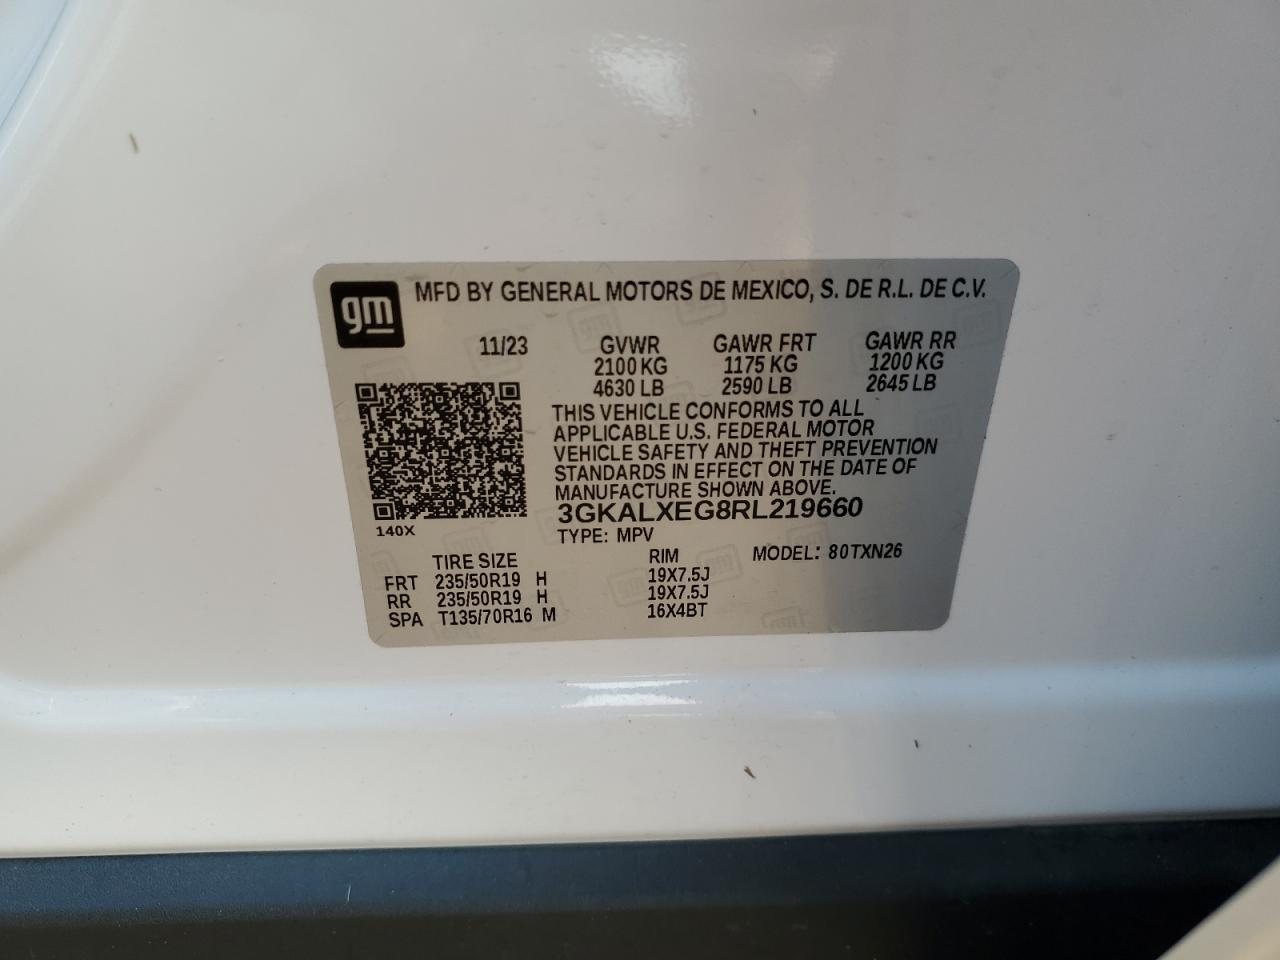 gm
MFD BY GENERAL MOTORS DE MEXICO, S. DE R.L. DE C.V.
11/23 GVWR GAWR FRT GAWR RR
2100 KG 1175 KG 1200 KG
4630 LB 2590 LB 2645 LB
THIS VEHICLE CONFORMS TO ALL
APPLICABLE U.S. FEDERAL MOTOR
VEHICLE SAFETY AND THEFT PREVENTION
STANDARDS IN EFFECT ON THE DATE OF
MANUFACTURE SHOWN ABOVE.
3GKALXEG8RL219660
140X
TYPE: MPV
TIRE SIZE RIM MODEL: 80TXN26
FRT 235/50R19 H 19X7.5J
RR 235/50R19 H 19X7.5J
SPA T135/70R16 M 16X4BT